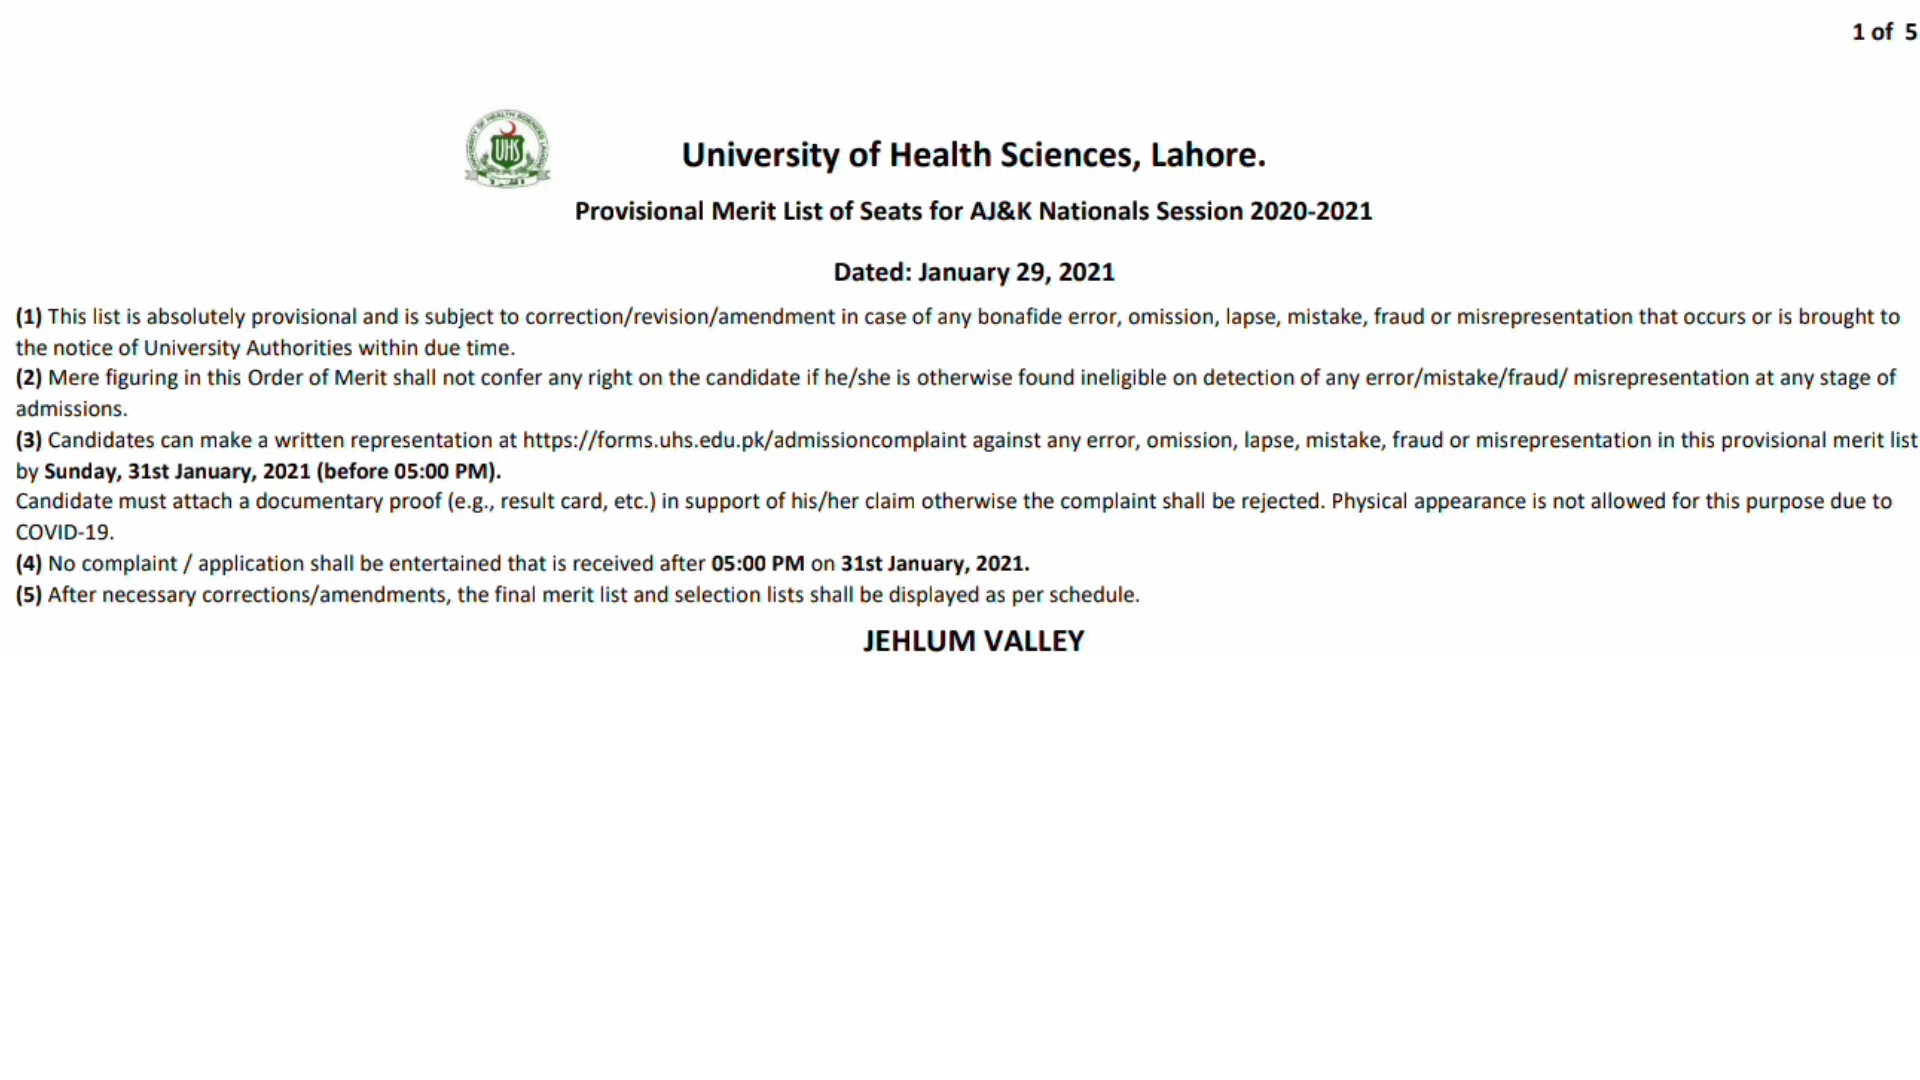 1 of 5
UNIVERSITY OF HEALTH SCIENCES LAHORE
UHS
University of Health Sciences, Lahore.
Provisional Merit List of Seats for AJ&K Nationals Session 2020-2021
Dated: January 29, 2021
(1) This list is absolutely provisional and is subject to correction/revision/amendment in case of any bonafide error, omission, lapse, mistake, fraud or misrepresentation that occurs or is brought to
the notice of University Authorities within due time.
(2) Mere figuring in this Order of Merit shall not confer any right on the candidate if he/she is otherwise found ineligible on detection of any error/mistake/fraud/ misrepresentation at any stage of
admissions.
(3) Candidates can make a written representation at https://forms.uhs.edu.pk/admissioncomplaint against any error, omission, lapse, mistake, fraud or misrepresentation in this provisional merit list
by Sunday, 31st January, 2021 (before 05:00 PM).
Candidate must attach a documentary proof (e.g., result card, etc.) in support of his/her claim otherwise the complaint shall be rejected. Physical appearance is not allowed for this purpose due to
COVID-19.
(4) No complaint / application shall be entertained that is received after 05:00 PM on 31st January, 2021.
(5) After necessary corrections/amendments, the final merit list and selection lists shall be displayed as per schedule.
JEHLUM VALLEY